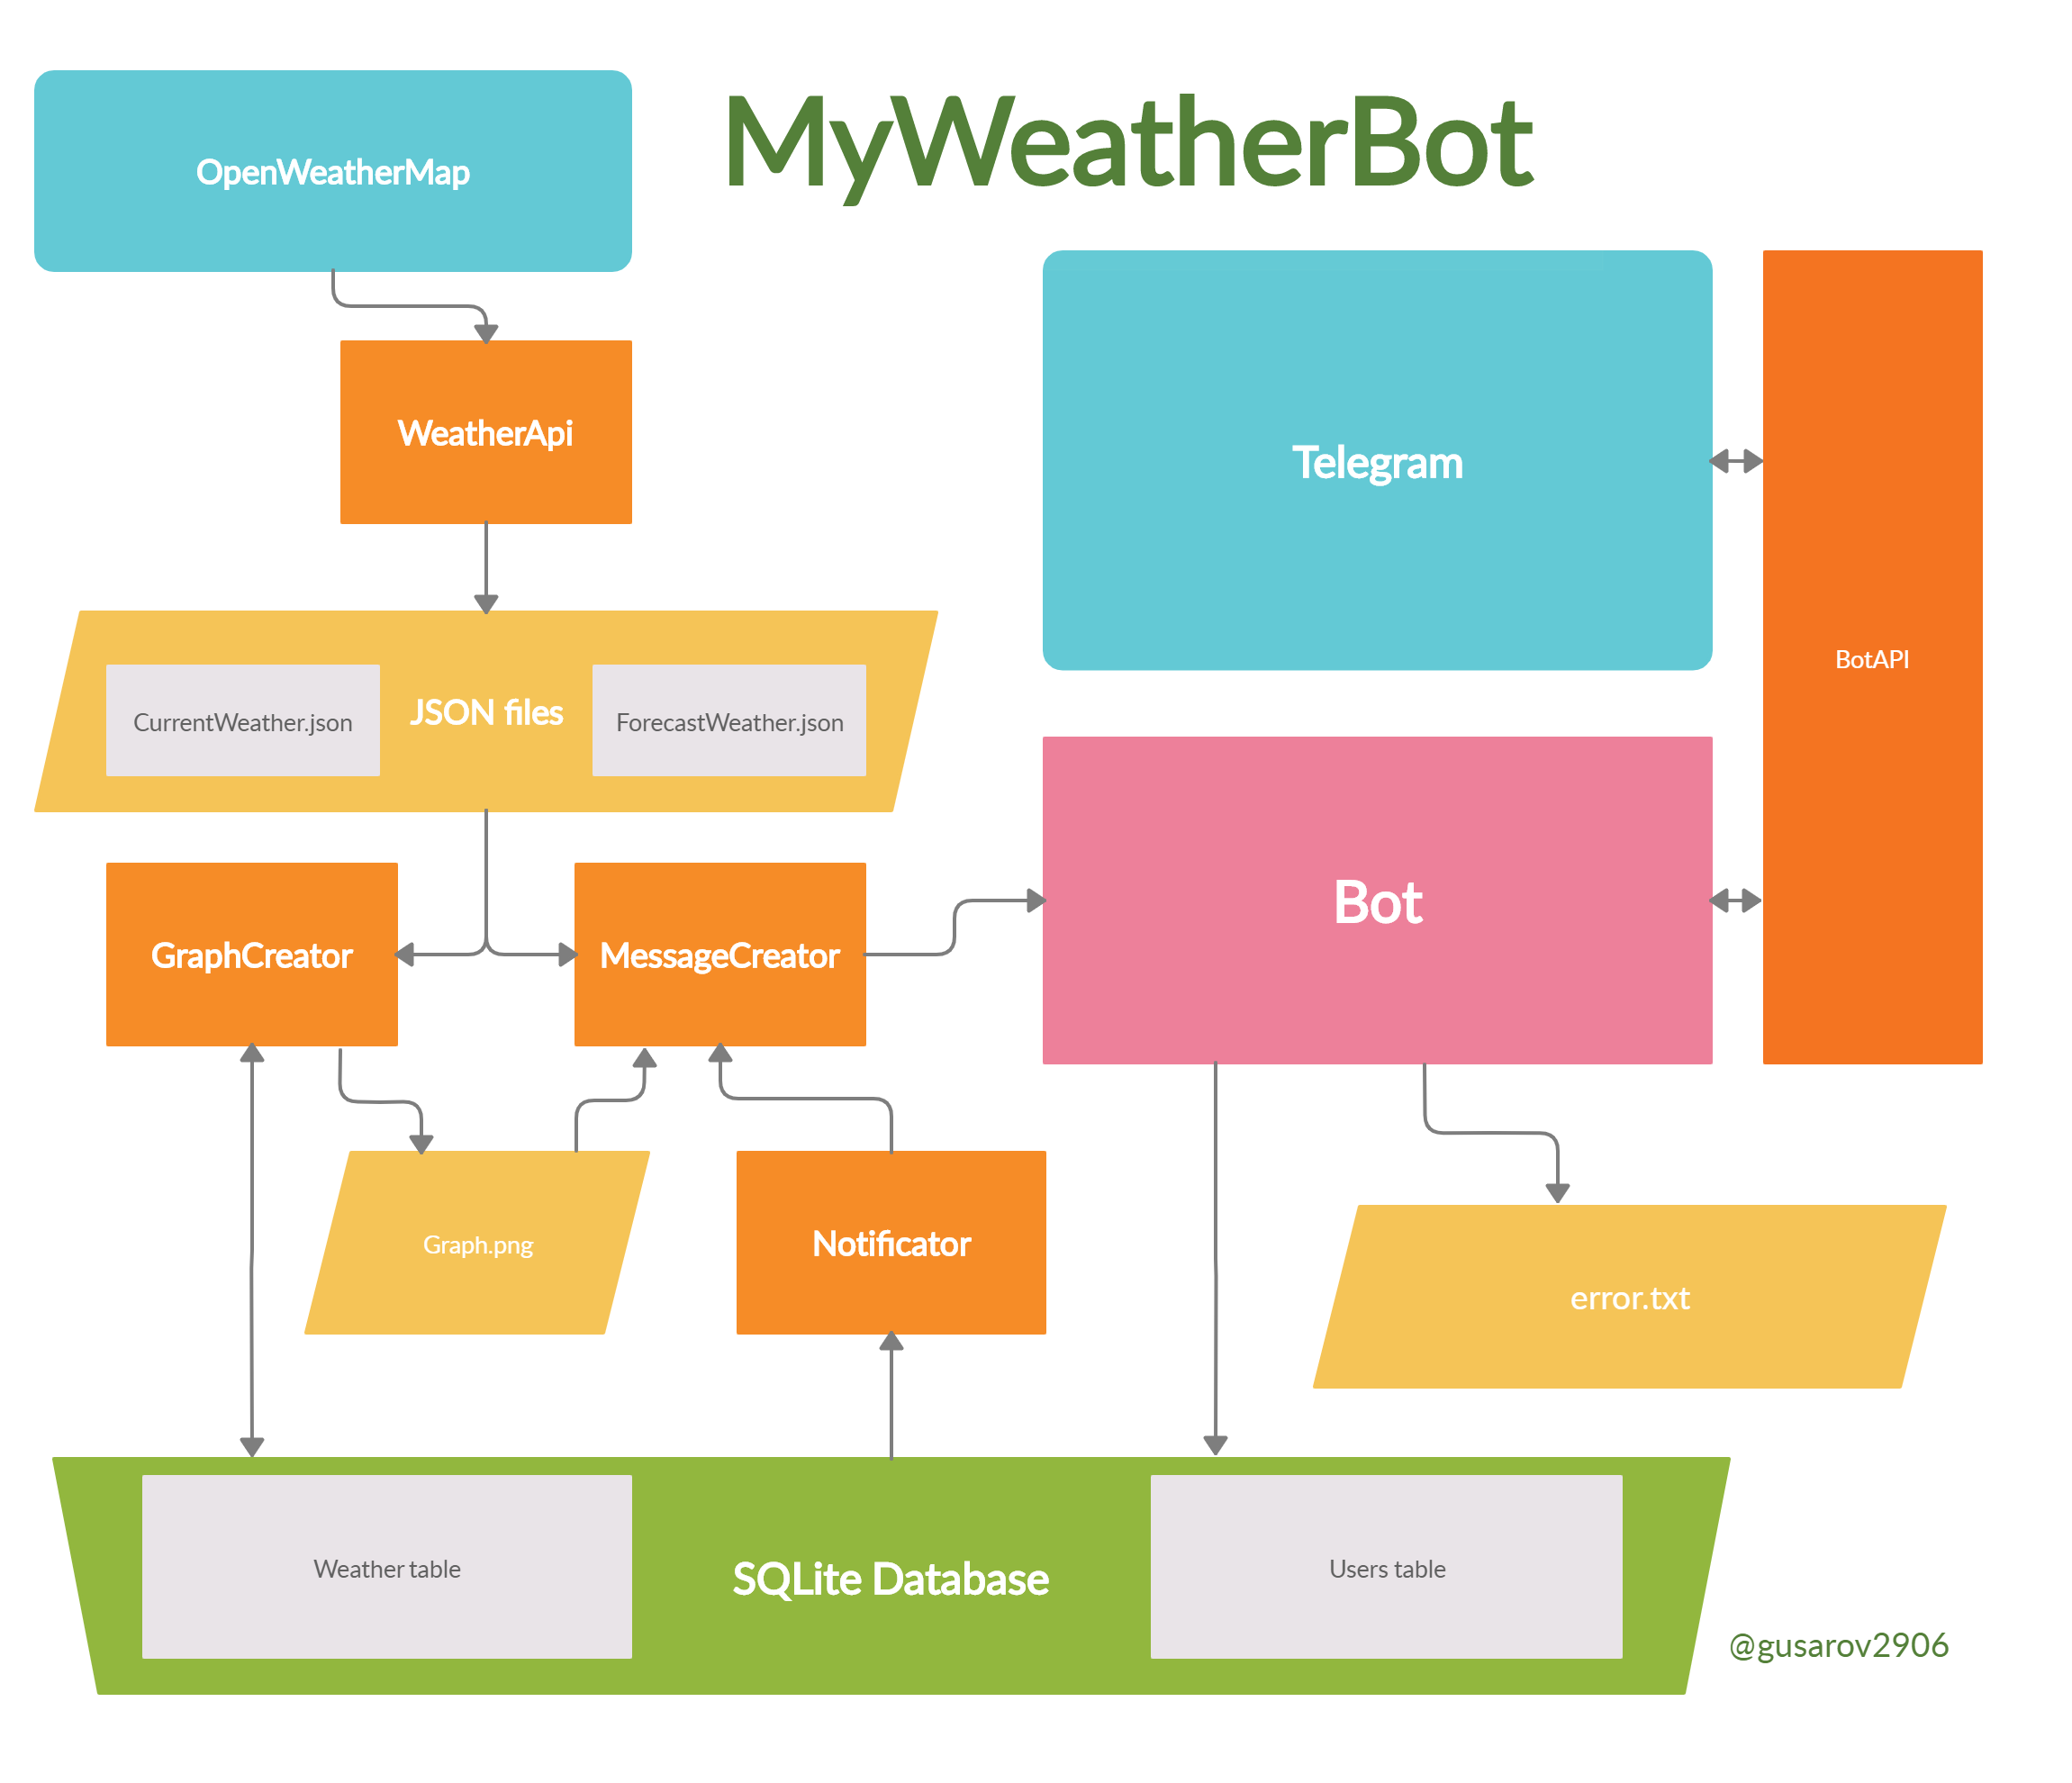 MyWeatherBot
OpenWeatherMap
WeatherApi
Telegram
BotAPI
CurrentWeather.json
JSON files
ForecastWeather.json
Bot
GraphCreator
MessageCreator
Graph.png
Notificator
error.txt
Weather table
SQLite Database
Users table
@gusarov2906